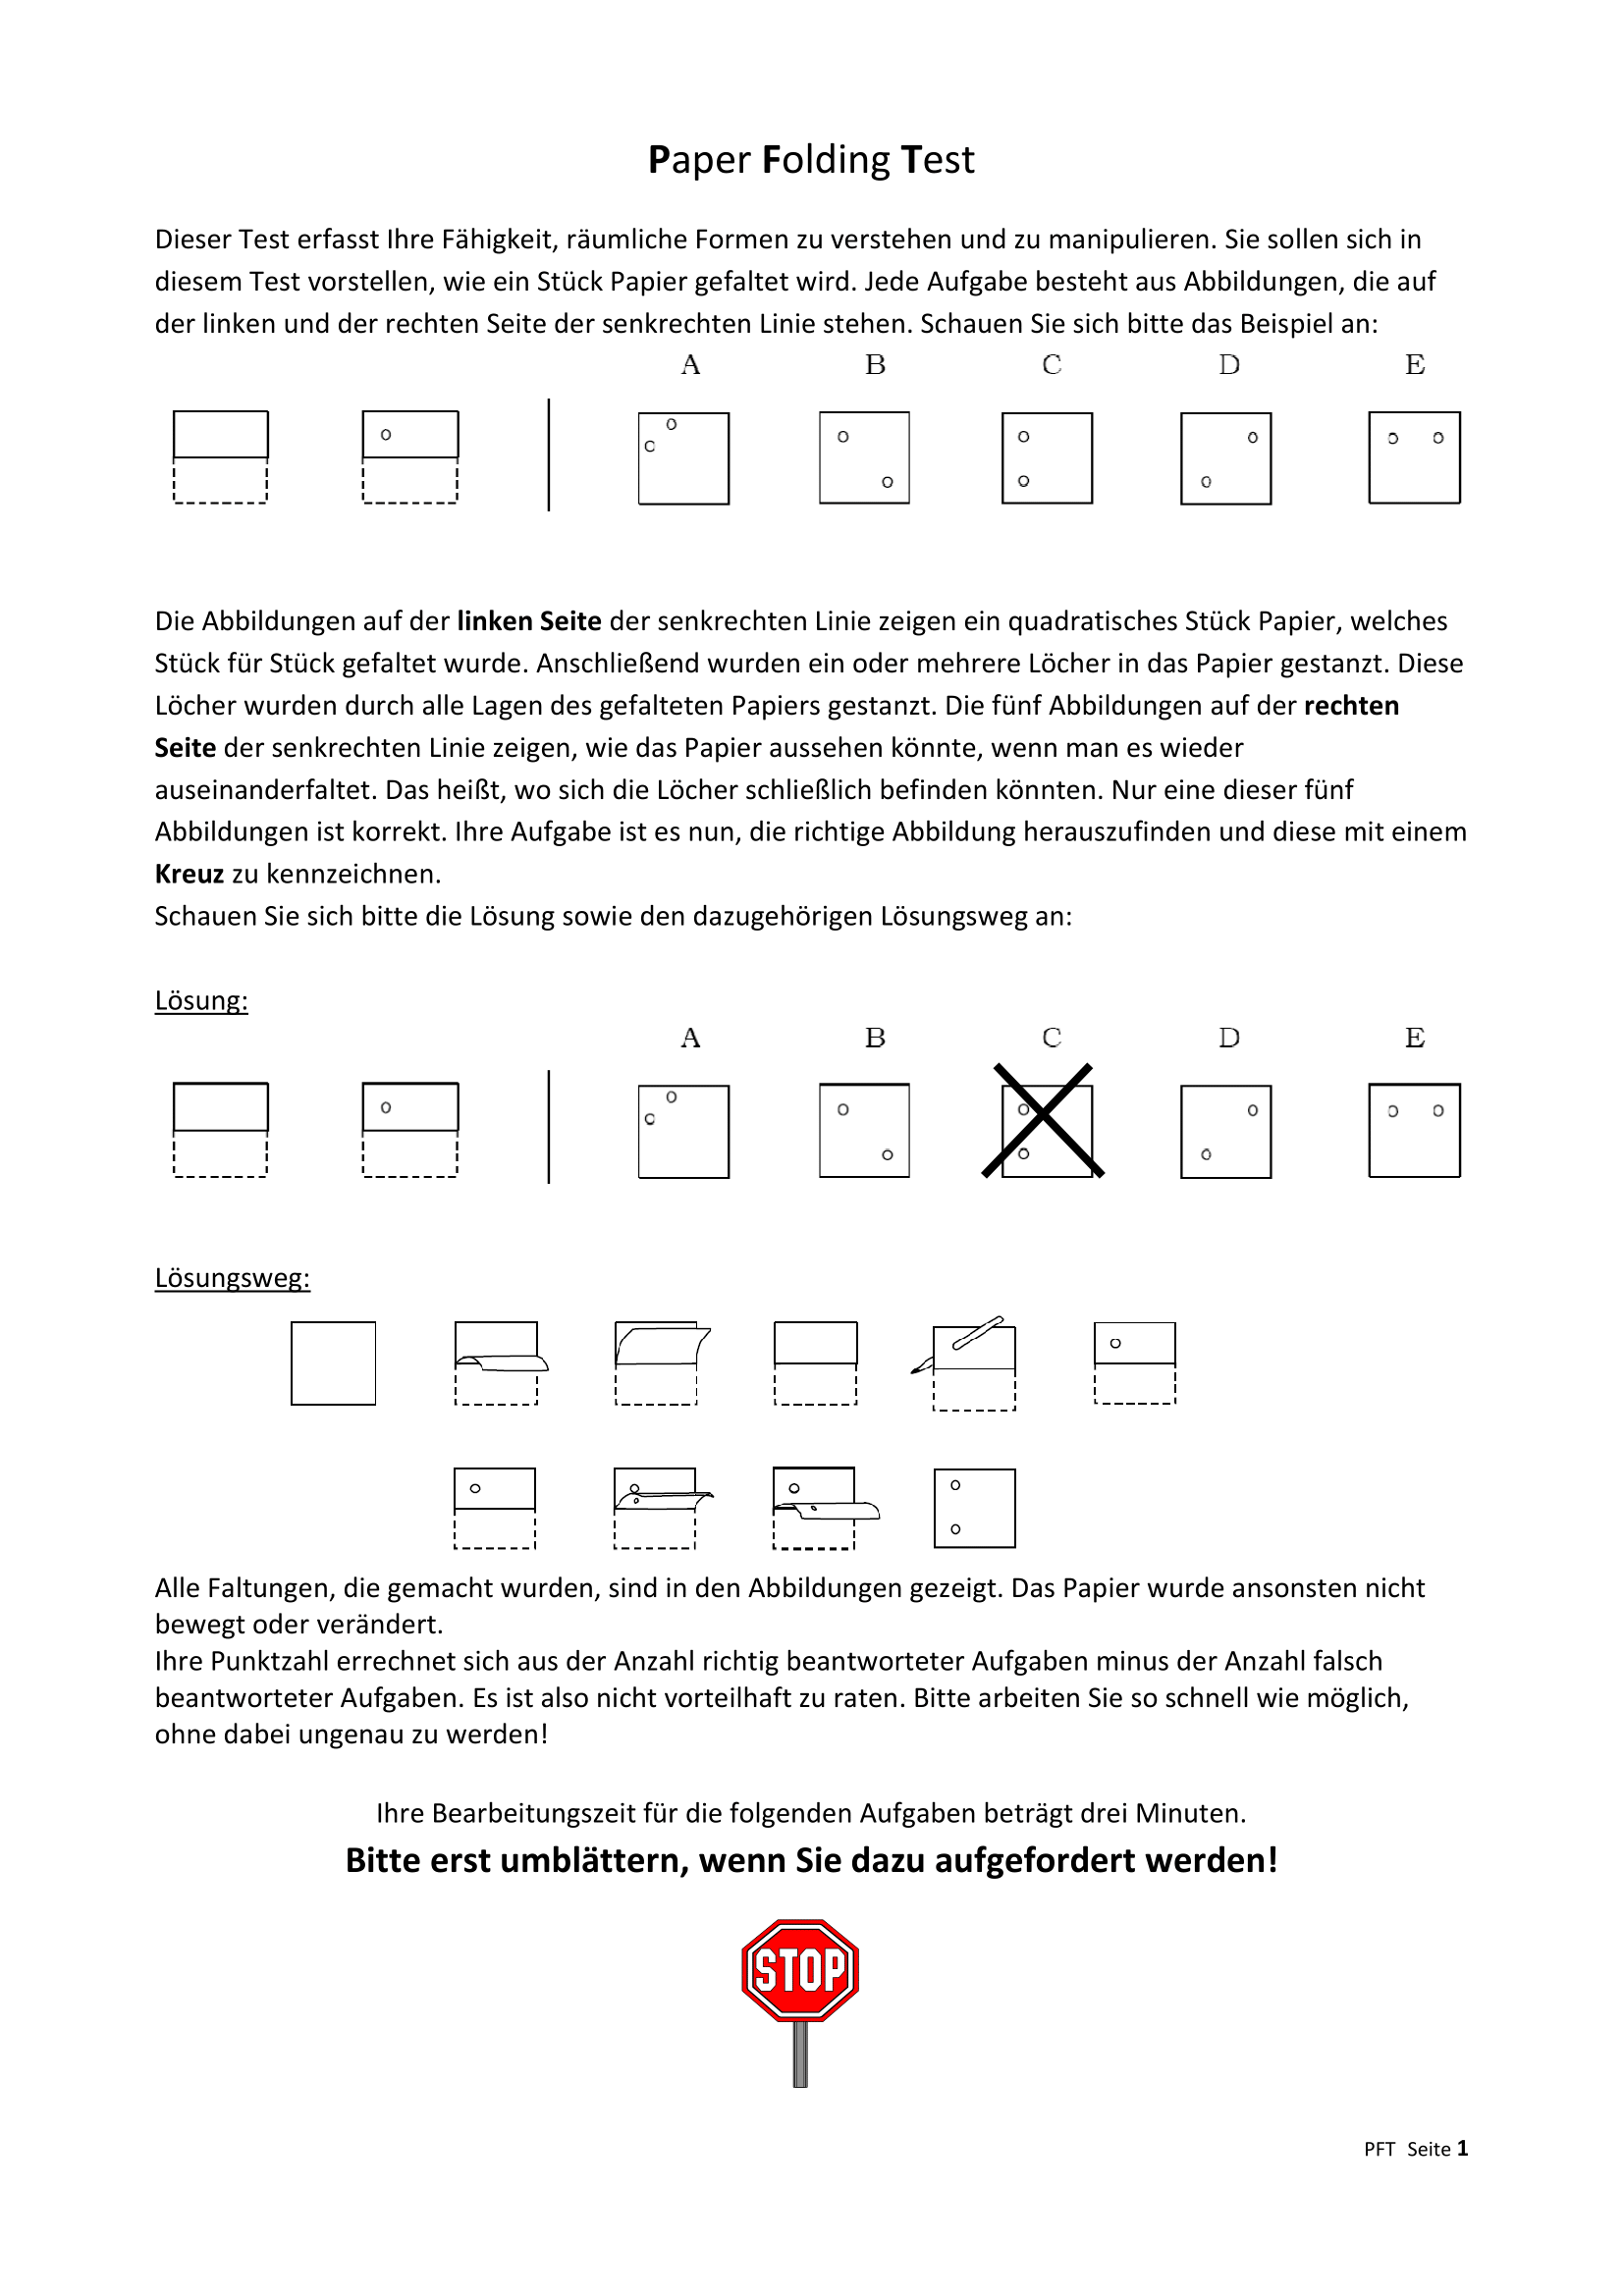 Paper Folding Test
Dieser Test erfasst Ihre Fähigkeit, räumliche Formen zu verstehen und zu manipulieren. Sie sollen sich in
diesem Test vorstellen, wie ein Stück Papier gefaltet wird. Jede Aufgabe besteht aus Abbildungen, die auf
der linken und der rechten Seite der senkrechten Linie stehen. Schauen Sie sich bitte das Beispiel an:
A B C D E
Die Abbildungen auf der linken Seite der senkrechten Linie zeigen ein quadratisches Stück Papier, welches
Stück für Stück gefaltet wurde. Anschließend wurden ein oder mehrere Löcher in das Papier gestanzt. Diese
Löcher wurden durch alle Lagen des gefalteten Papiers gestanzt. Die fünf Abbildungen auf der rechten
Seite der senkrechten Linie zeigen, wie das Papier aussehen könnte, wenn man es wieder
auseinanderfaltet. Das heißt, wo sich die Löcher schließlich befinden könnten. Nur eine dieser fünf
Abbildungen ist korrekt. Ihre Aufgabe ist es nun, die richtige Abbildung herauszufinden und diese mit einem
Kreuz zu kennzeichnen.
Schauen Sie sich bitte die Lösung sowie den dazugehörigen Lösungsweg an:
Lösung:
A B C D E
Lösungsweg:
Alle Faltungen, die gemacht wurden, sind in den Abbildungen gezeigt. Das Papier wurde ansonsten nicht
bewegt oder verändert.
Ihre Punktzahl errechnet sich aus der Anzahl richtig beantworteter Aufgaben minus der Anzahl falsch
beantworteter Aufgaben. Es ist also nicht vorteilhaft zu raten. Bitte arbeiten Sie so schnell wie möglich,
ohne dabei ungenau zu werden!
Ihre Bearbeitungszeit für die folgenden Aufgaben beträgt drei Minuten.
Bitte erst umblättern, wenn Sie dazu aufgefordert werden!
STOP
PFT Seite 1